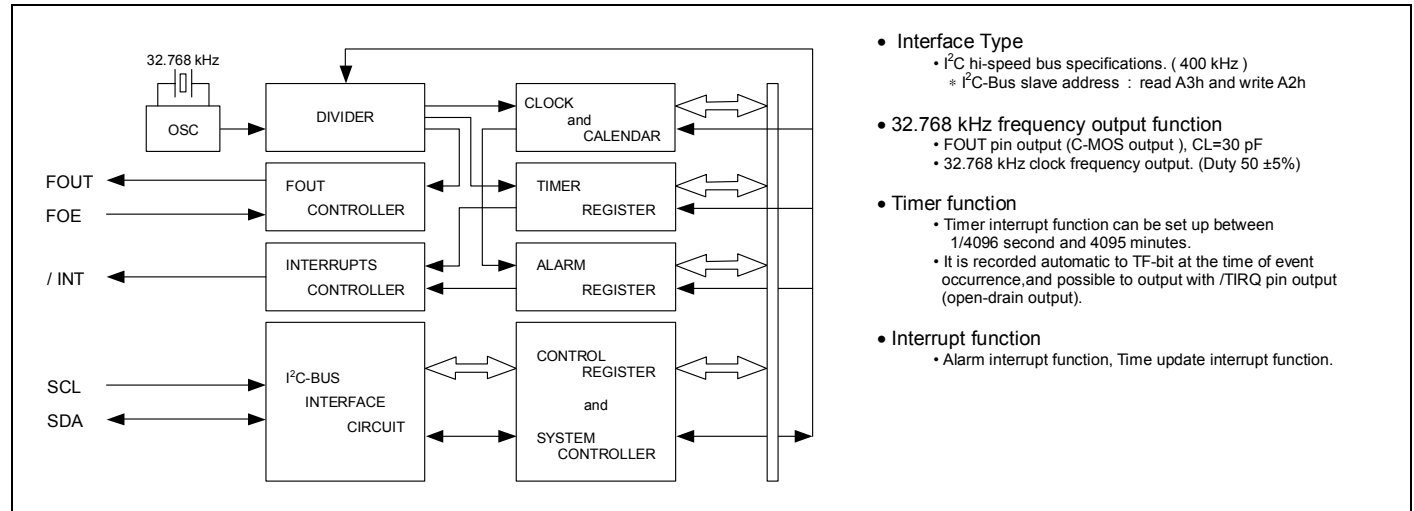 32.768 kHz
OSC
DIVIDER
CLOCK
and
CALENDAR
FOUT
FOE
FOUT
CONTROLLER
TIMER
REGISTER
/ INT
INTERRUPTS
CONTROLLER
ALARM
REGISTER
SCL
SDA
I²C-BUS
INTERFACE
CIRCUIT
CONTROL
REGISTER
and
SYSTEM
CONTROLLER
• Interface Type
• I²C hi-speed bus specifications. ( 400 kHz )
∗ I²C-Bus slave address : read A3h and write A2h
• 32.768 kHz frequency output function
• FOUT pin output (C-MOS output ), CL=30 pF
• 32.768 kHz clock frequency output. (Duty 50 ±5%)
• Timer function
• Timer interrupt function can be set up between
1/4096 second and 4095 minutes.
• It is recorded automatic to TF-bit at the time of event
occurrence,and possible to output with /TIRQ pin output
(open-drain output).
• Interrupt function
• Alarm interrupt function, Time update interrupt function.